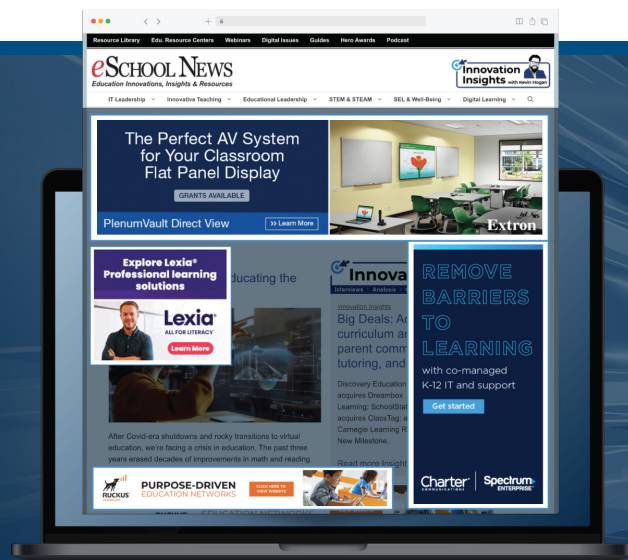 Resource Library Edu. Resource Centers Webinars Digital Issues Guides Hero Awards Podcast
eSCHOOL NEWS
Education Innovations, Insights & Resources
Innovation
Insights with Kevin Hogan
IT Leadership Innovative Teaching Educational Leadership STEM & STEAM SEL & Well-Being Digital Learning
The Perfect AV System
for Your Classroom
Flat Panel Display
GRANTS AVAILABLE
PlenumVault Direct View
Learn More
Extron
Explore Lexia®
Professional learning
solutions
Lexia®
ALL FOR LITERACY
Learn More
ducating the
Innova
Interviews · Analysis ·
Innovation Insights
Big Deals: Ac
curriculum an
parent comm
tutoring, and
Discovery Education
acquires Dreambox
Learning; SchoolStat
acquires ClassTag; a
Carnegie Learning R
New Milestone.
Read more Insight
After Covid-era shutdowns and rocky transitions to virtual
education, we're facing a crisis in education. The past three
years erased decades of improvements in math and reading
REMOVE
BARRIERS
TO
LEARNING
with co-managed
K-12 IT and support
Get started
Charter
COMMUNICATIONS
Spectrum
ENTERPRISE
RUCKUS
PURPOSE-DRIVEN
EDUCATION NETWORKS
CLICK HERE TO
VIEW WEBSITE